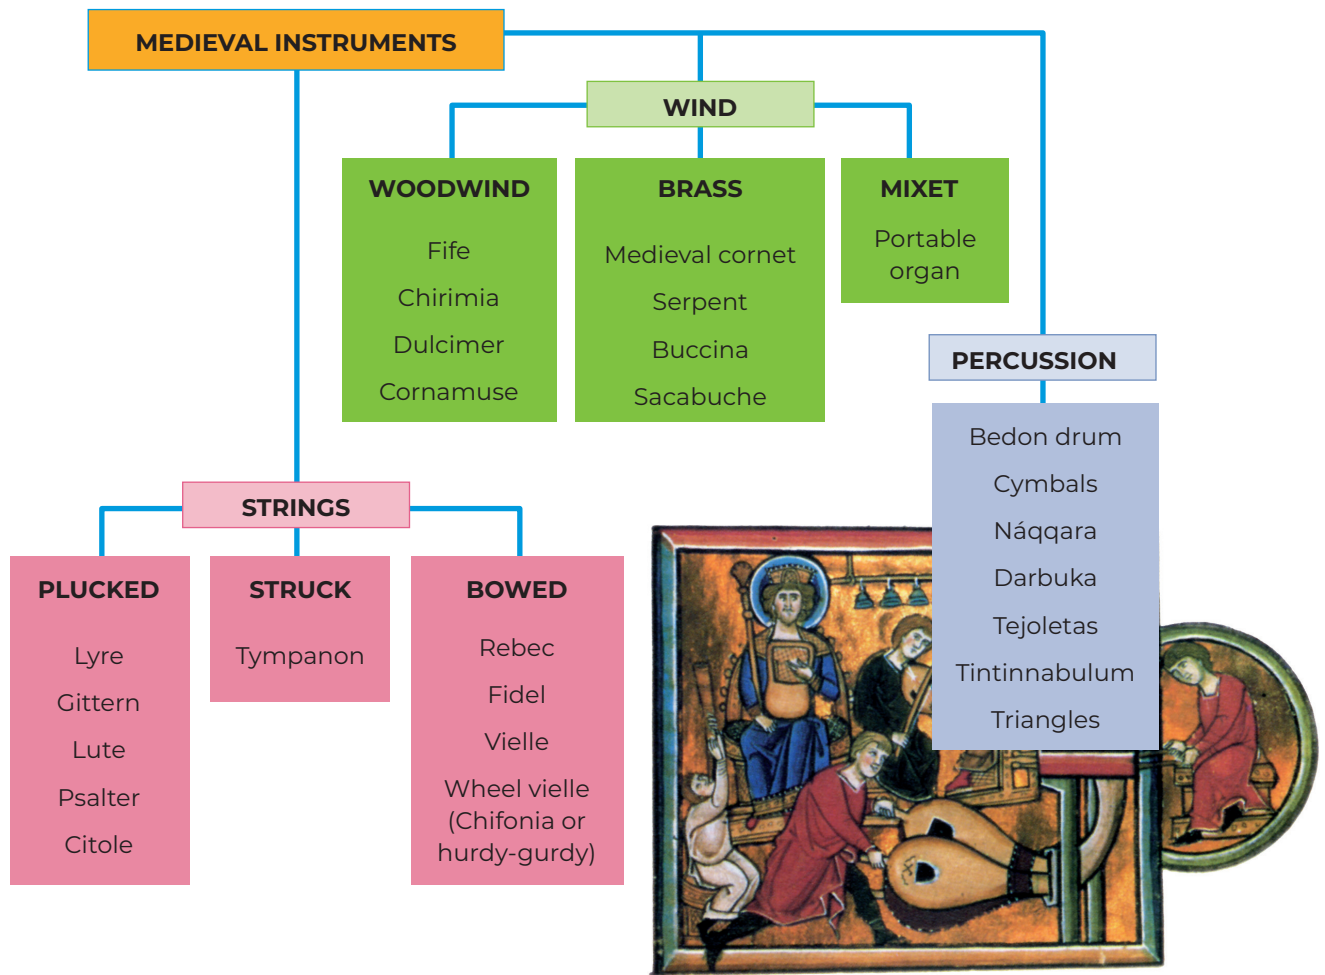 MEDIEVAL INSTRUMENTS
WIND
WOODWIND
Fife
Chirimia
Dulcimer
Cornamuse
BRASS
Medieval cornet
Serpent
Buccina
Sacabuche
MIXET
Portable
organ
PERCUSSION
Bedon drum
Cymbals
Náqqara
Darbuka
Tejoletas
Tintinnabulum
Triangles
STRINGS
PLUCKED
Lyre
Gittern
Lute
Psalter
Citole
STRUCK
Tympanon
BOWED
Rebec
Fidel
Vielle
Wheel vielle
(Chifonia or
hurdy-gurdy)